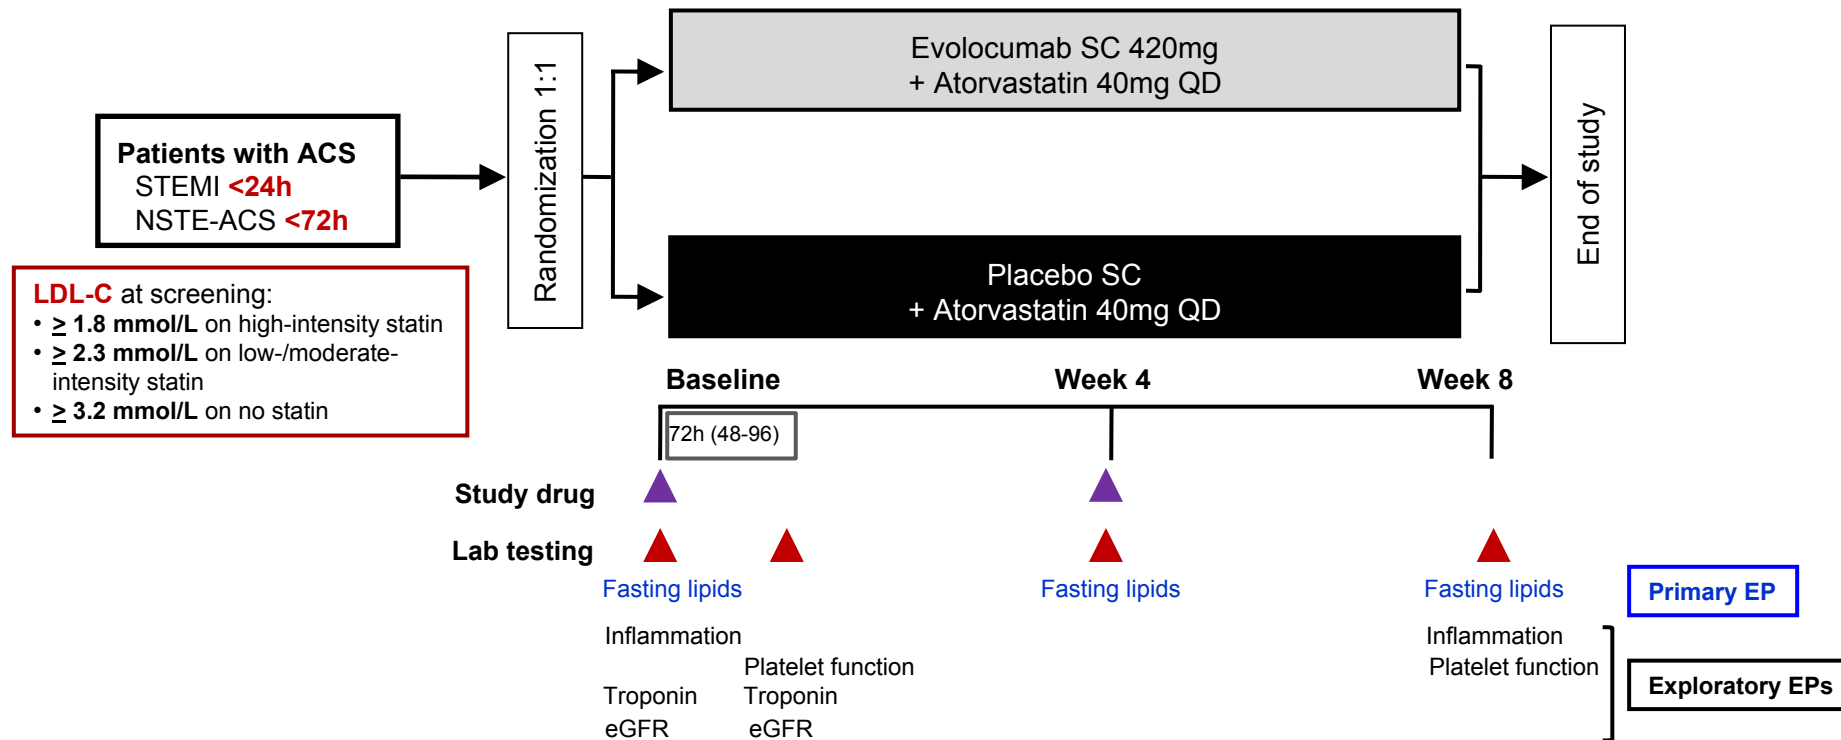 Patients with ACS
STEMI <24h
NSTE-ACS <72h
LDL-C at screening:
• ≥ 1.8 mmol/L on high-intensity statin
• ≥ 2.3 mmol/L on low-/moderate-
intensity statin
• ≥ 3.2 mmol/L on no statin
Randomization 1:1
Evolocumab SC 420mg
+ Atorvastatin 40mg QD
Placebo SC
+ Atorvastatin 40mg QD
End of study
Baseline Week 4 Week 8
72h (48-96)
Study drug
Lab testing
Fasting lipids Fasting lipids Fasting lipids Primary EP
Inflammation Inflammation
Platelet function Platelet function
Exploratory EPs
Troponin Troponin
eGFR eGFR